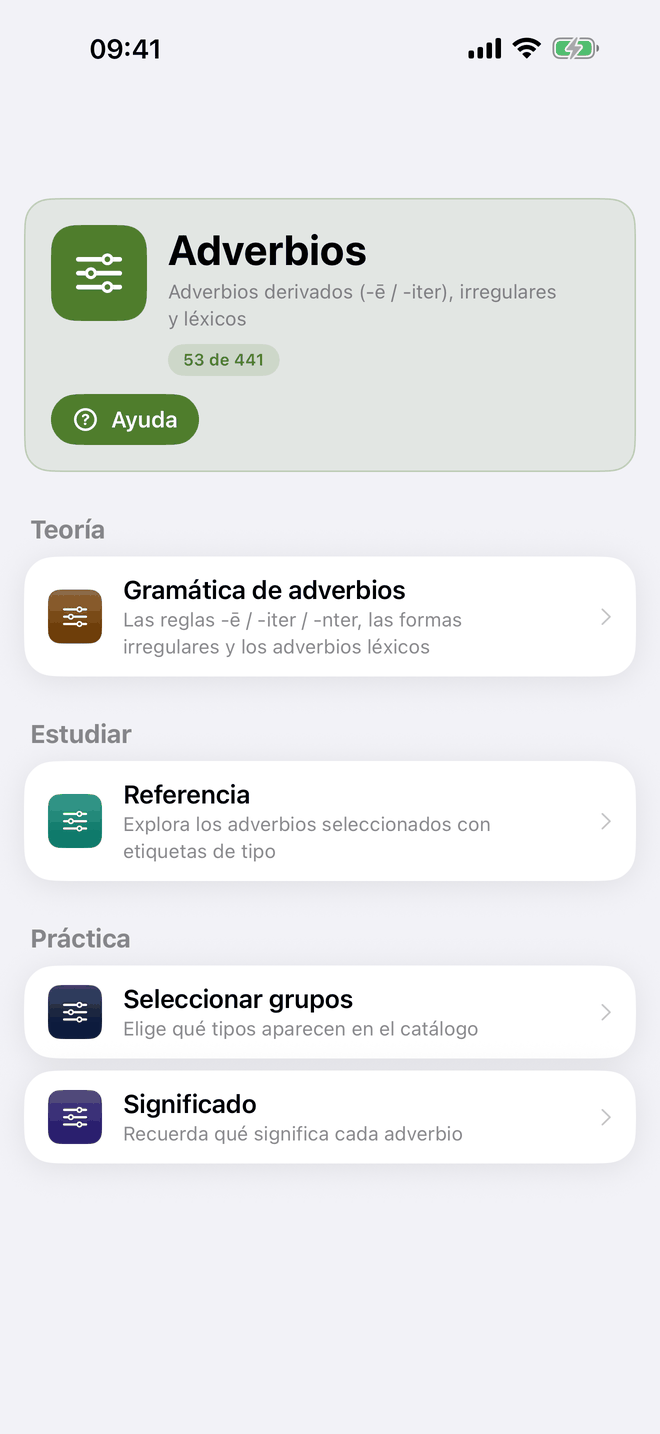 09:41
Adverbios
Adverbios derivados (-ē / -iter), irregulares
y léxicos
53 de 441
Ayuda
Teoría
Gramática de adverbios
Las reglas -ē / -iter / -nter, las formas
irregulares y los adverbios léxicos
Estudiar
Referencia
Explora los adverbios seleccionados con
etiquetas de tipo
Práctica
Seleccionar grupos
Elige qué tipos aparecen en el catálogo
Significado
Recuerda qué significa cada adverbio